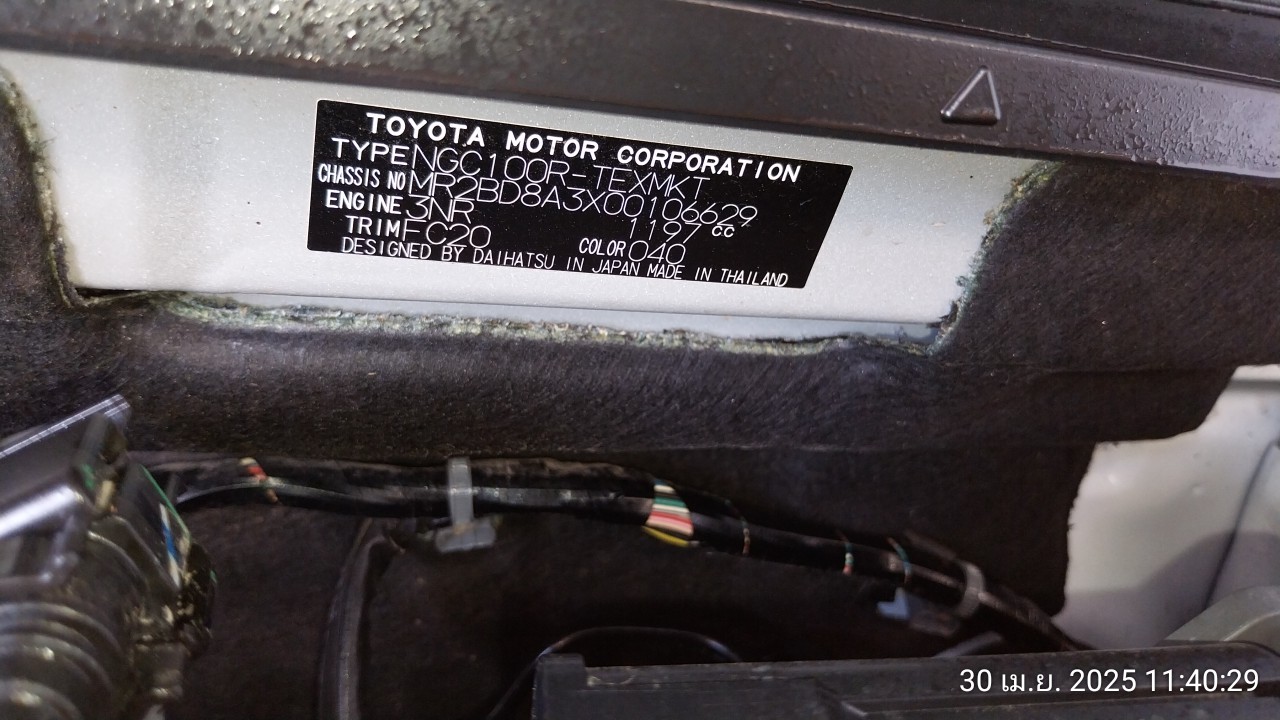 TOYOTA MOTOR CORPORATION
TYPE NGC100R-TEXMKT
CHASSIS NO MR2BD8A3X00106629
ENGINE 3NR 1197 cc
TRIM FC20 COLOR 040
DESIGNED BY DAIHATSU IN JAPAN MADE IN THAILAND
30 เม.ย. 2025 11:40:29